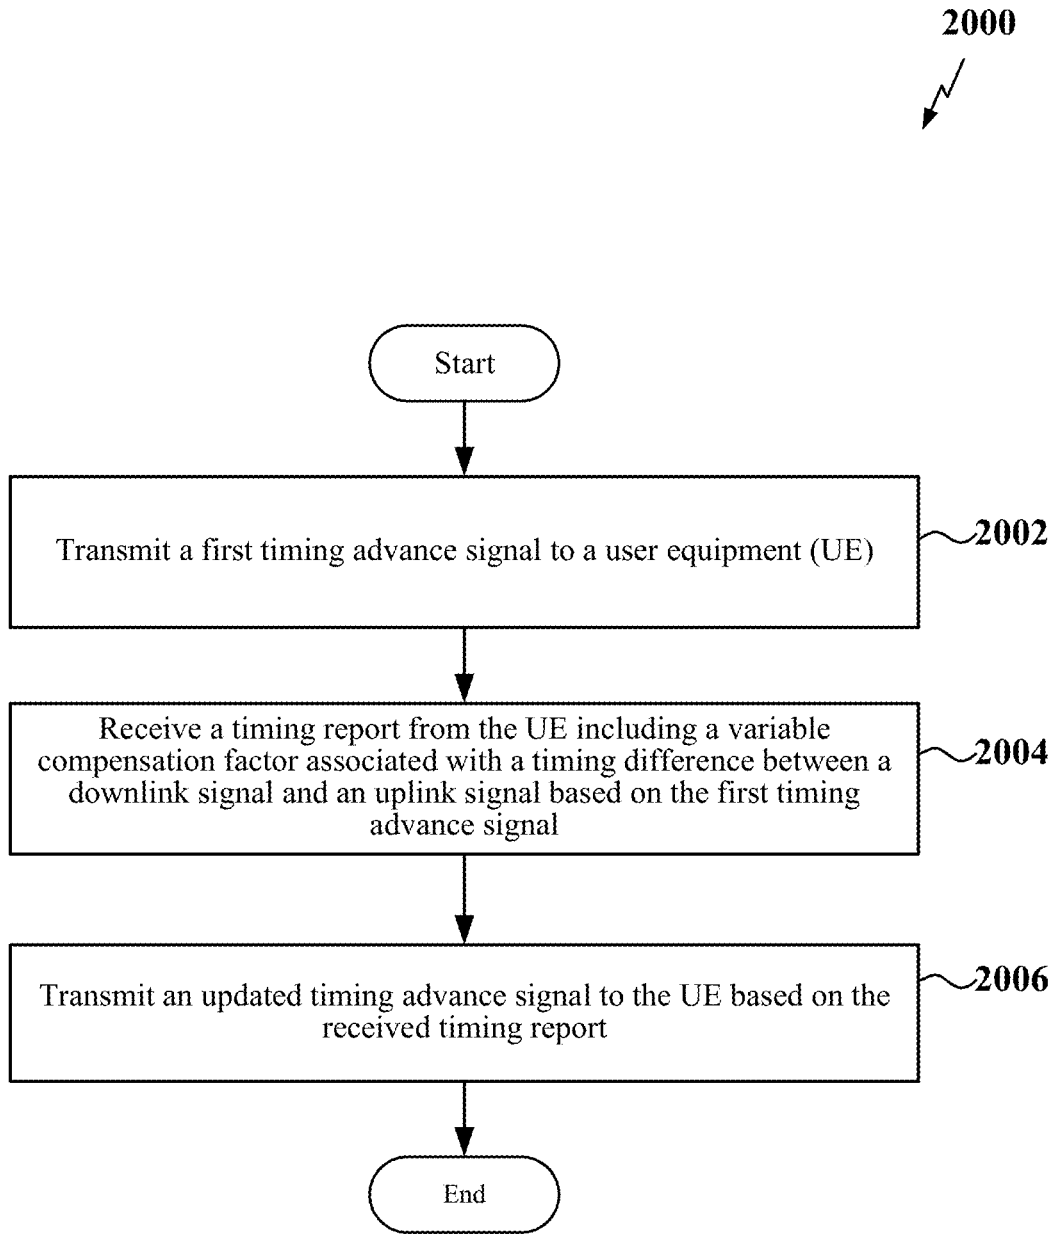 2000
Start
Transmit a first timing advance signal to a user equipment (UE)
2002
Receive a timing report from the UE including a variable
compensation factor associated with a timing difference between a
downlink signal and an uplink signal based on the first timing
advance signal
2004
Transmit an updated timing advance signal to the UE based on the
received timing report
2006
End